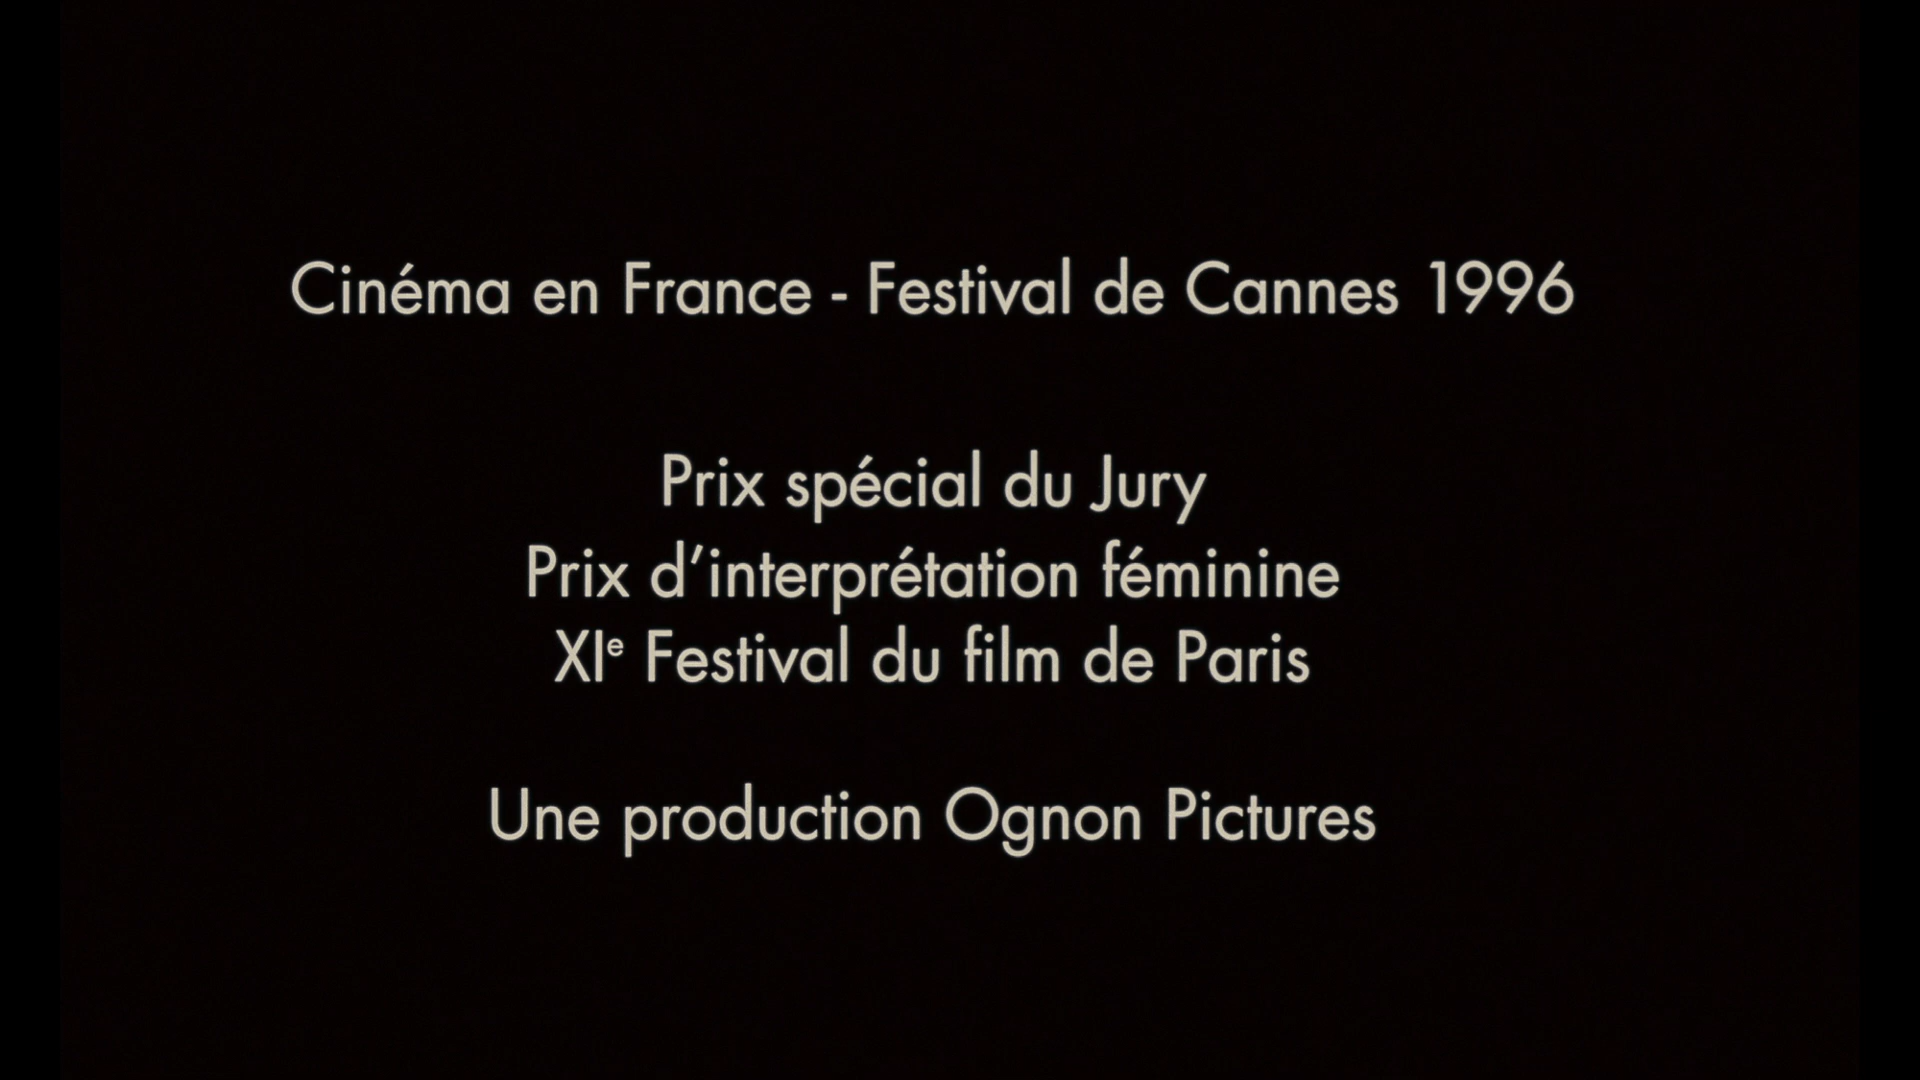 Cinéma en France - Festival de Cannes 1996
Prix spécial du Jury
Prix d’interprétation féminine
XIe Festival du film de Paris
Une production Ognon Pictures